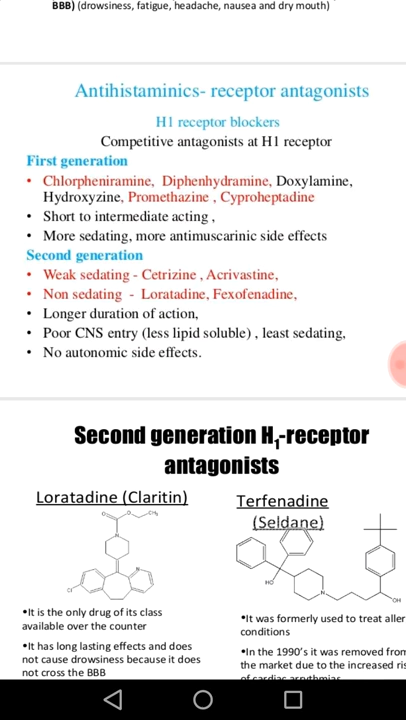 BBB) (drowsiness, fatigue, headache, nausea and dry mouth)
Antihistaminics- receptor antagonists
H1 receptor blockers
Competitive antagonists at H1 receptor
First generation
• Chlorpheniramine, Diphenhydramine, Doxylamine,
Hydroxyzine, Promethazine , Cyproheptadine
• Short to intermediate acting ,
• More sedating, more antimuscarinic side effects
Second generation
• Weak sedating - Cetrizine , Acrivastine,
• Non sedating - Loratadine, Fexofenadine,
• Longer duration of action,
• Poor CNS entry (less lipid soluble) , least sedating,
• No autonomic side effects.
Second generation H₁-receptor
antagonists
Loratadine (Claritin)
•It is the only drug of its class
available over the counter
•It has long lasting effects and does
not cause drowsiness because it does
not cross the BBB
Terfenadine
(Seldane)
HO
N
OH
•It was formerly used to treat aller
conditions
•In the 1990's it was removed from
the market due to the increased ris
of cardiac arrythmias